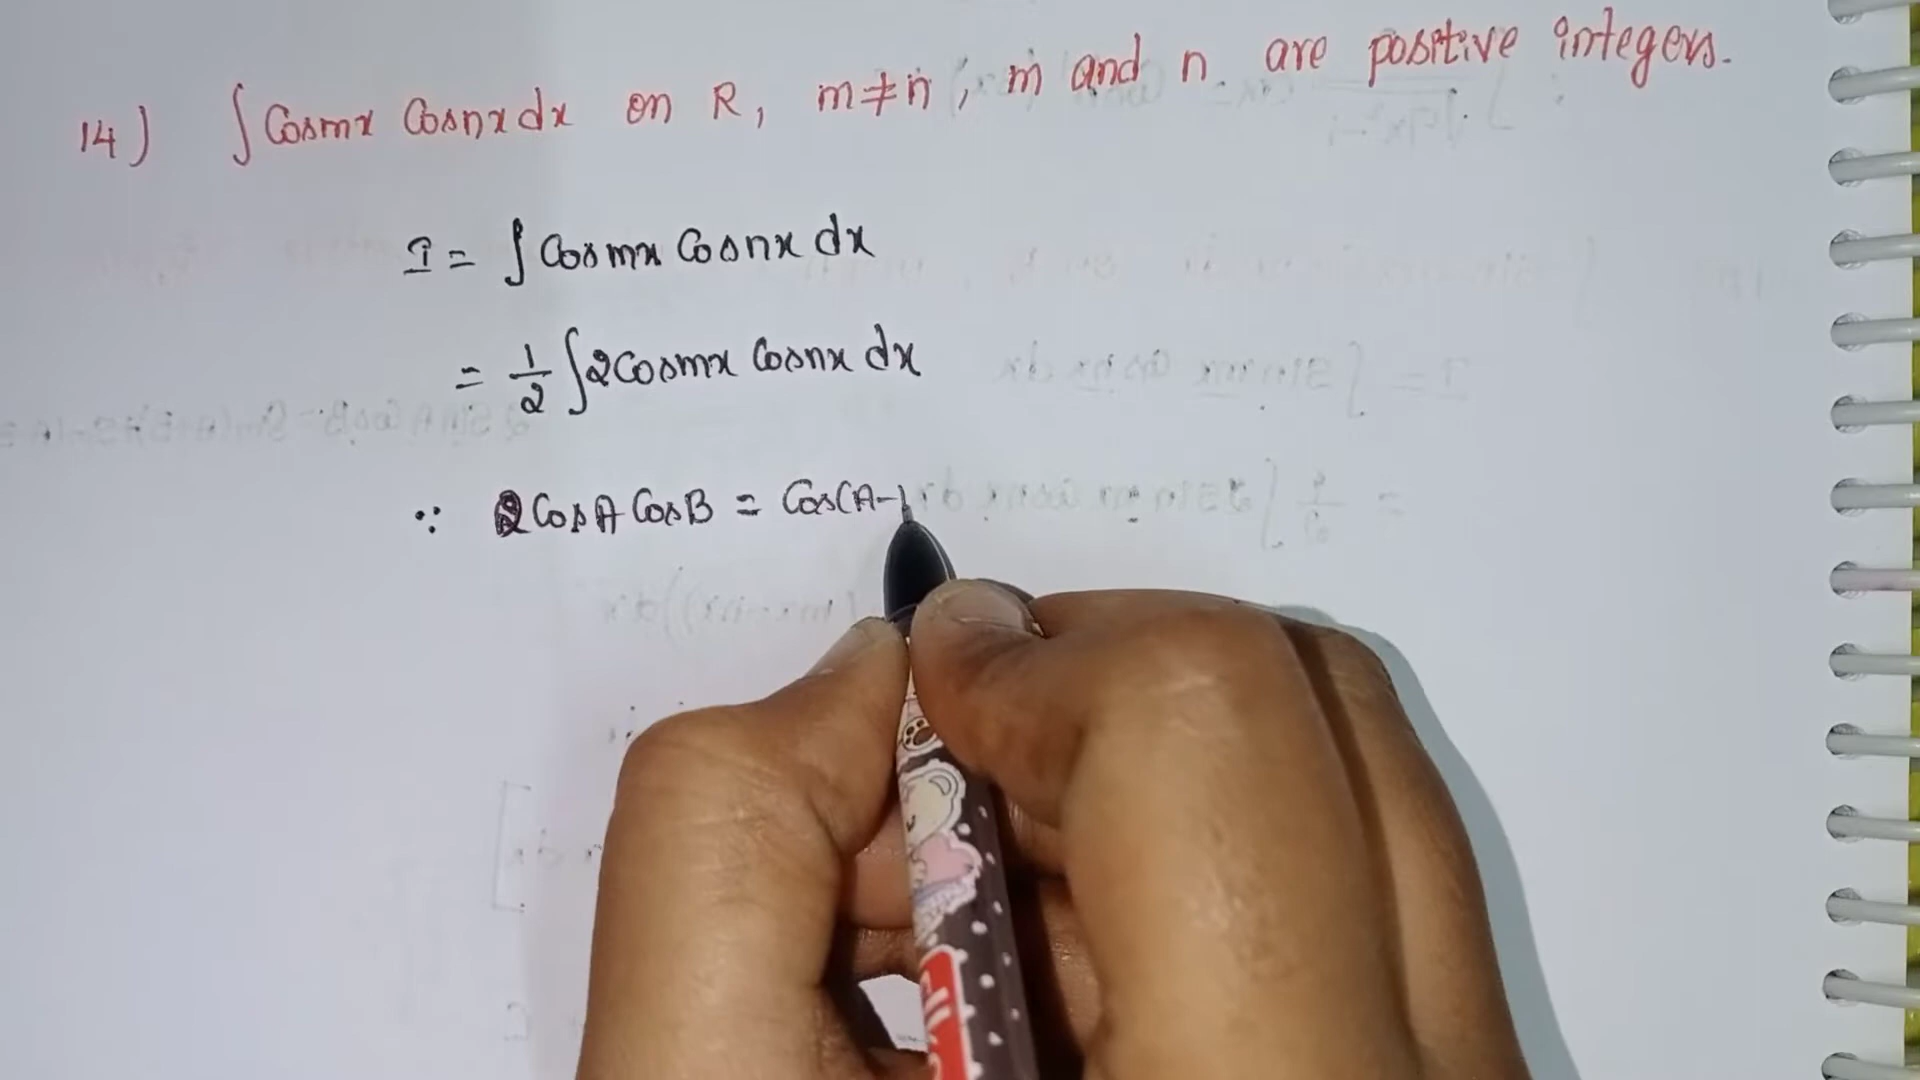 14) ∫ Cosmx Cosnx dx on R, m≠n, m and n. are positive integers.
I = ∫ Cosmx Cosnx dx
= 1/2 ∫ 2Cosmx Cosnx dx
∵ 2CosA CosB = Cos(A-